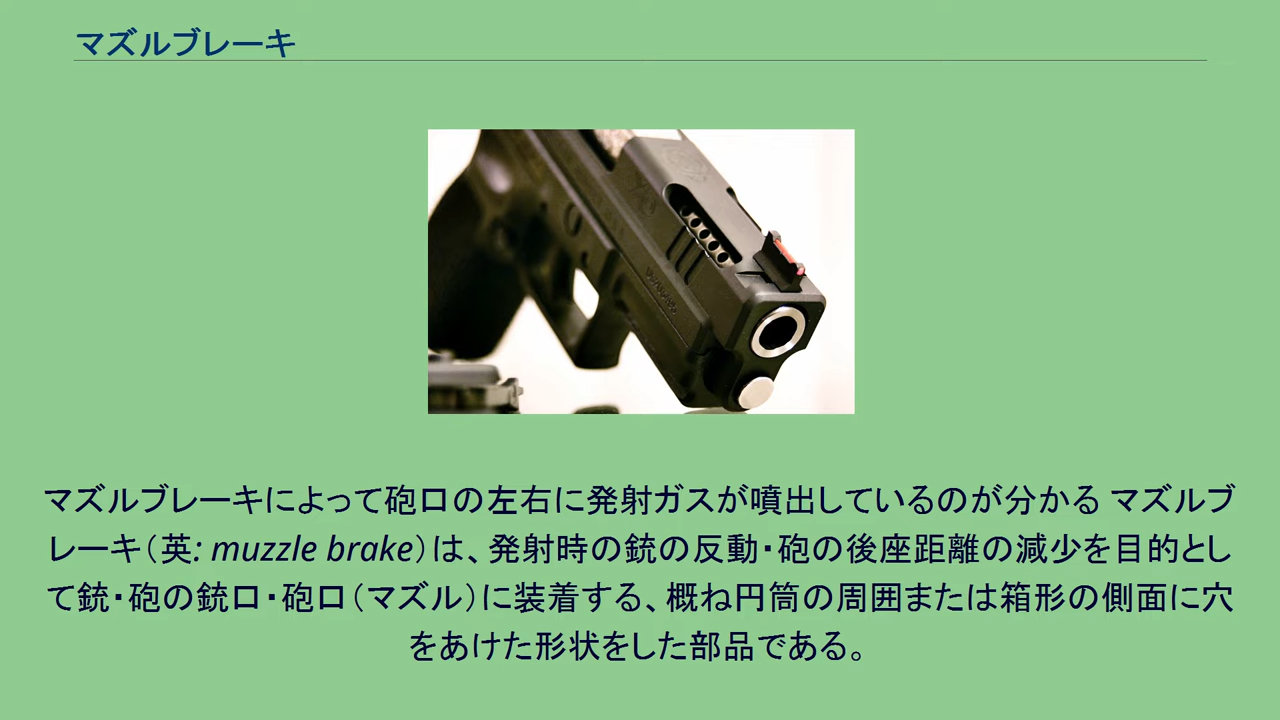 マズルブレーキ
マズルブレーキによって砲口の左右に発射ガスが噴出しているのが分かる マズルブ
レーキ（英: muzzle brake）は、発射時の銃の反動・砲の後座距離の減少を目的とし
て銃・砲の銃口・砲口（マズル）に装着する、概ね円筒の周囲または箱形の側面に穴
をあけた形状をした部品である。